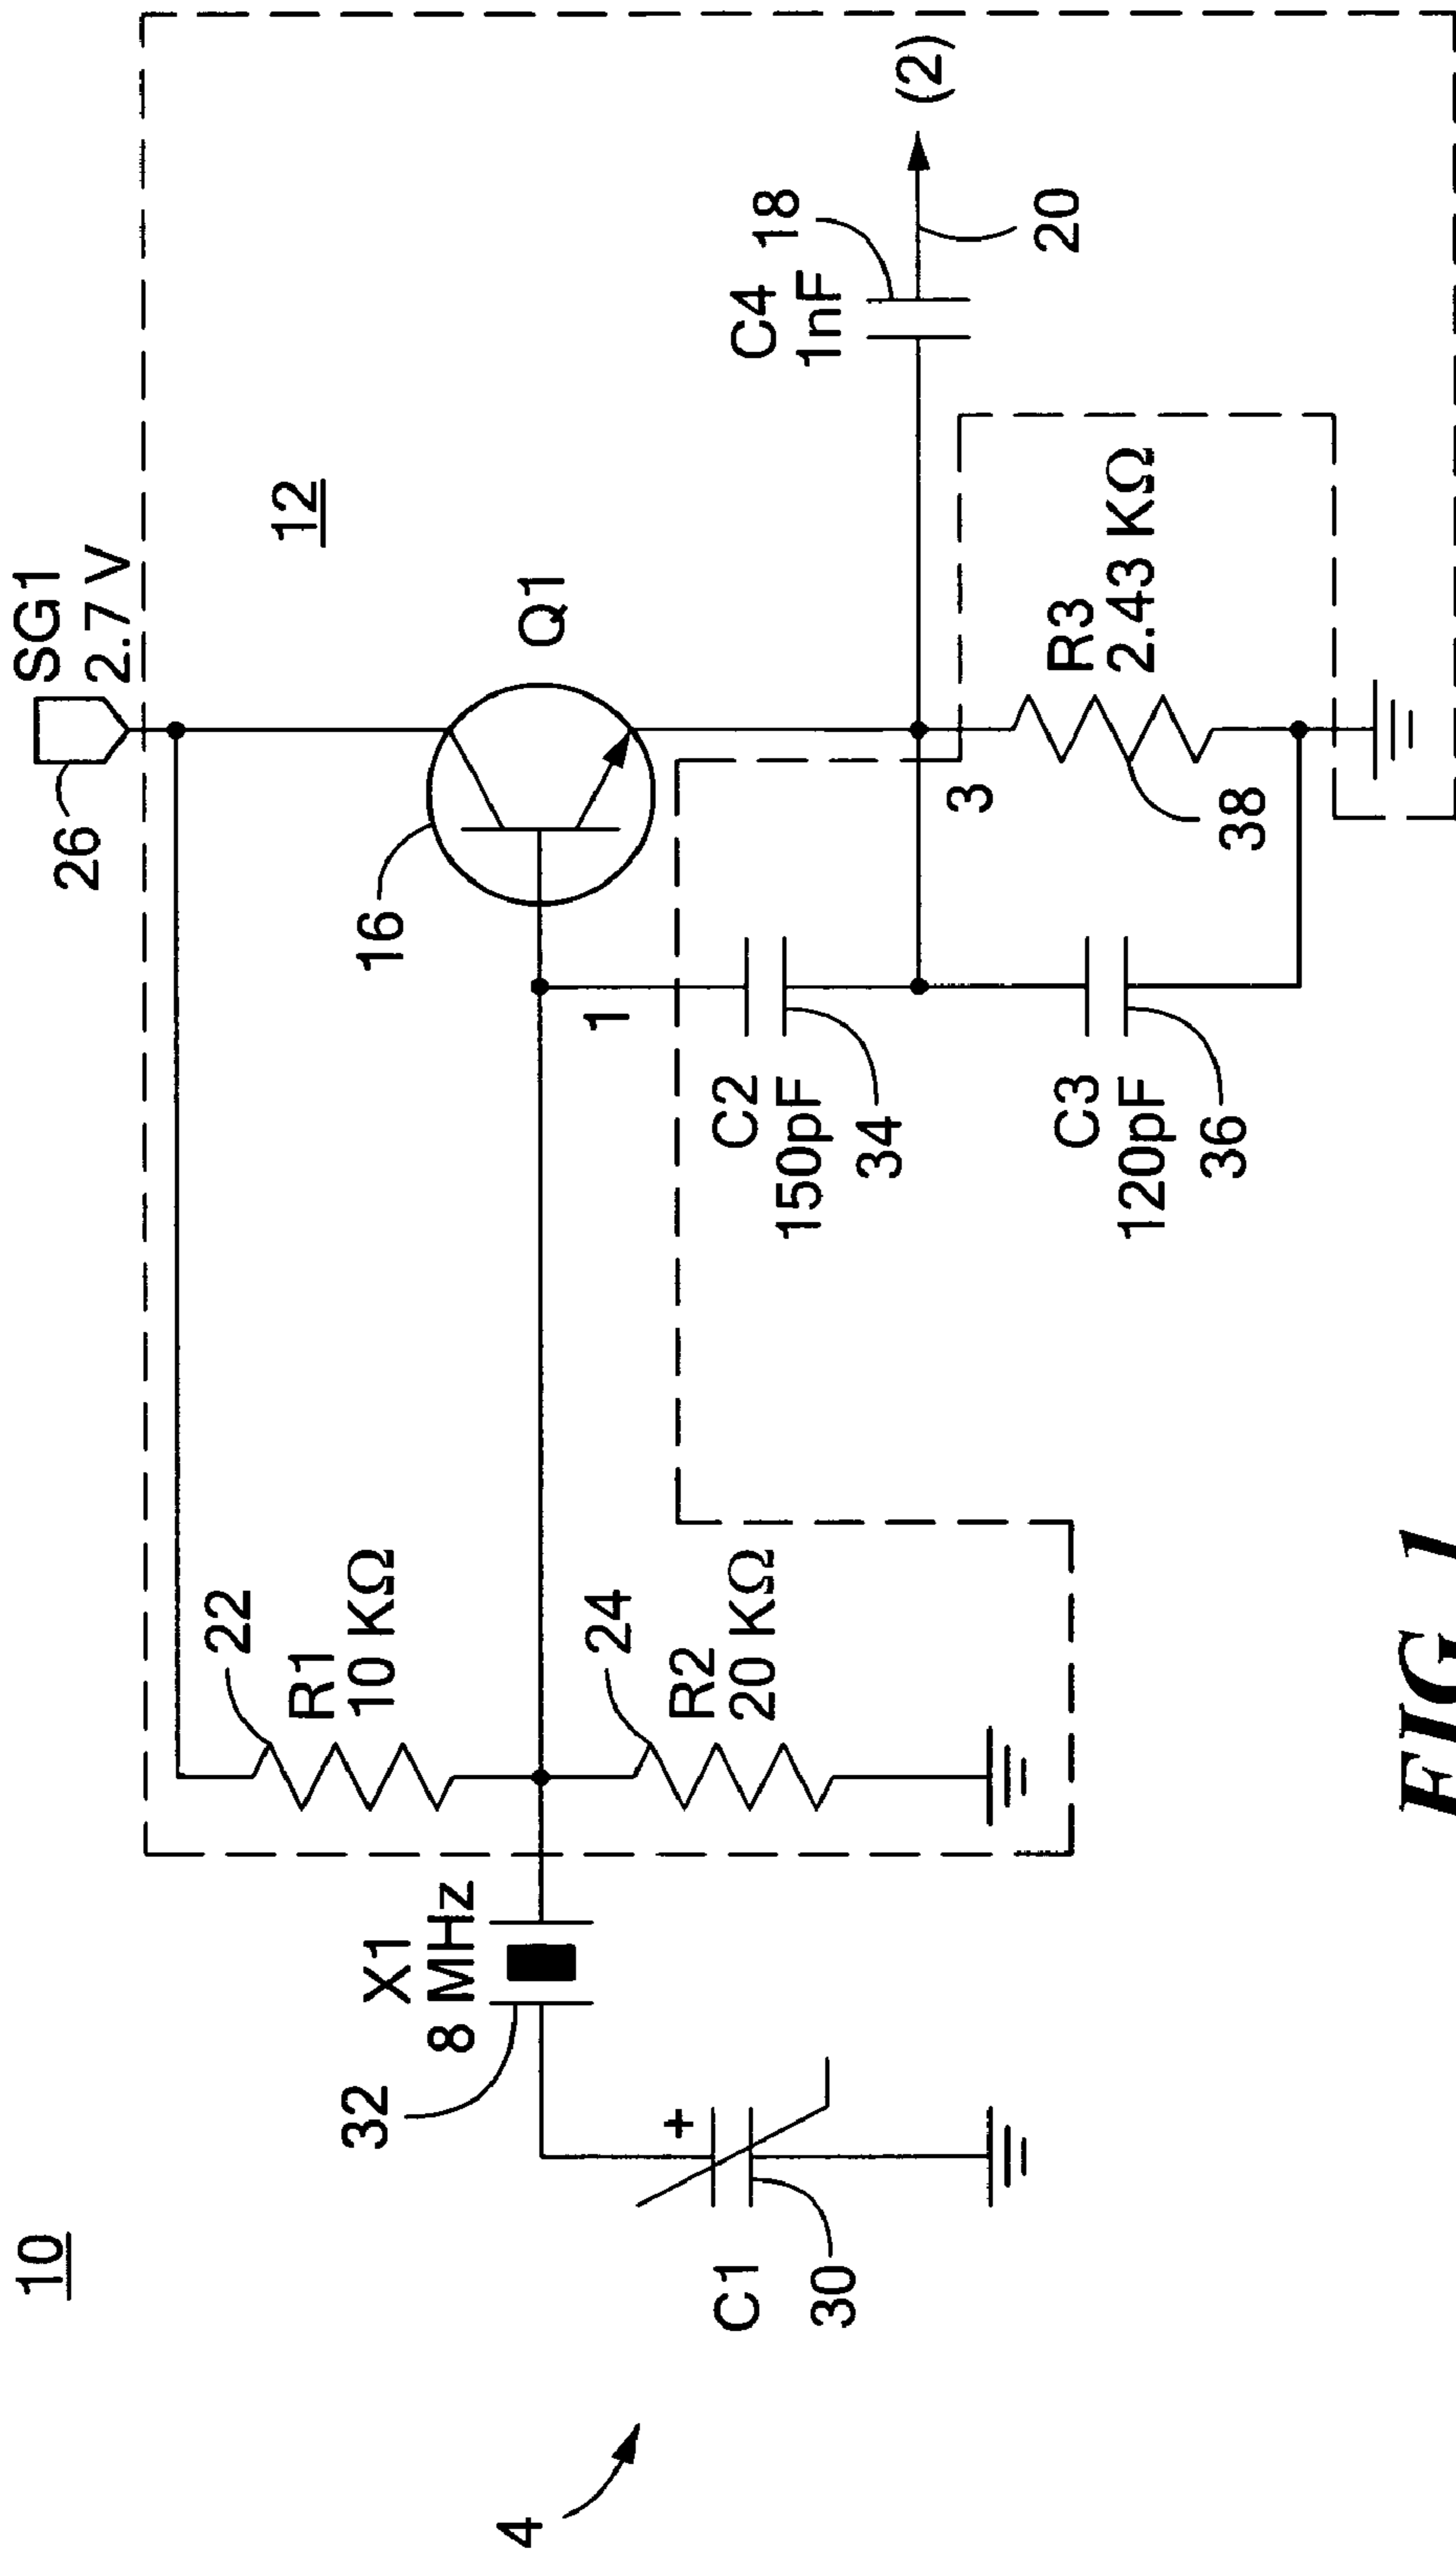 10
SG1
2.7 V
26
12
16
Q1
22
R1
10 KΩ
24
R2
20 KΩ
X1
8 MHz
32
+
C1
30
4
1
C2
150pF
34
C3
120pF
36
3
R3
2.43 KΩ
38
C4
1nF
18
20
(2)
FIG. 1